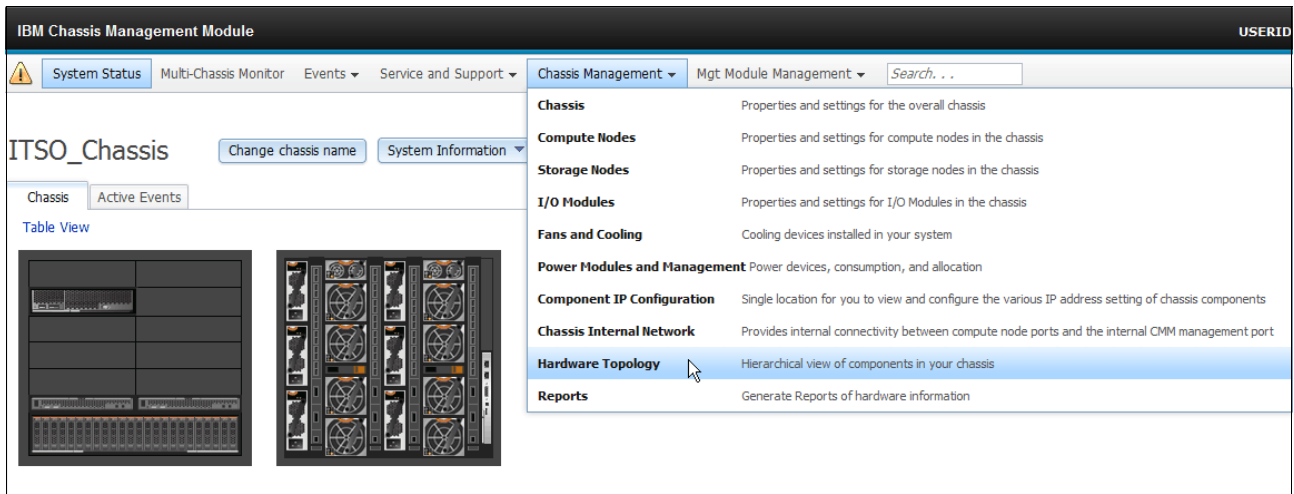 IBM Chassis Management Module USERID
System Status Multi-Chassis Monitor Events Service and Support Chassis Management Mgt Module Management Search. . .
Chassis Properties and settings for the overall chassis
Compute Nodes Properties and settings for compute nodes in the chassis
Storage Nodes Properties and settings for storage nodes in the chassis
I/O Modules Properties and settings for I/O Modules in the chassis
Fans and Cooling Cooling devices installed in your system
Power Modules and Management Power devices, consumption, and allocation
Component IP Configuration Single location for you to view and configure the various IP address setting of chassis components
Chassis Internal Network Provides internal connectivity between compute node ports and the internal CMM management port
Hardware Topology Hierarchical view of components in your chassis
Reports Generate Reports of hardware information
ITSO_Chassis Change chassis name System Information
Chassis Active Events
Table View